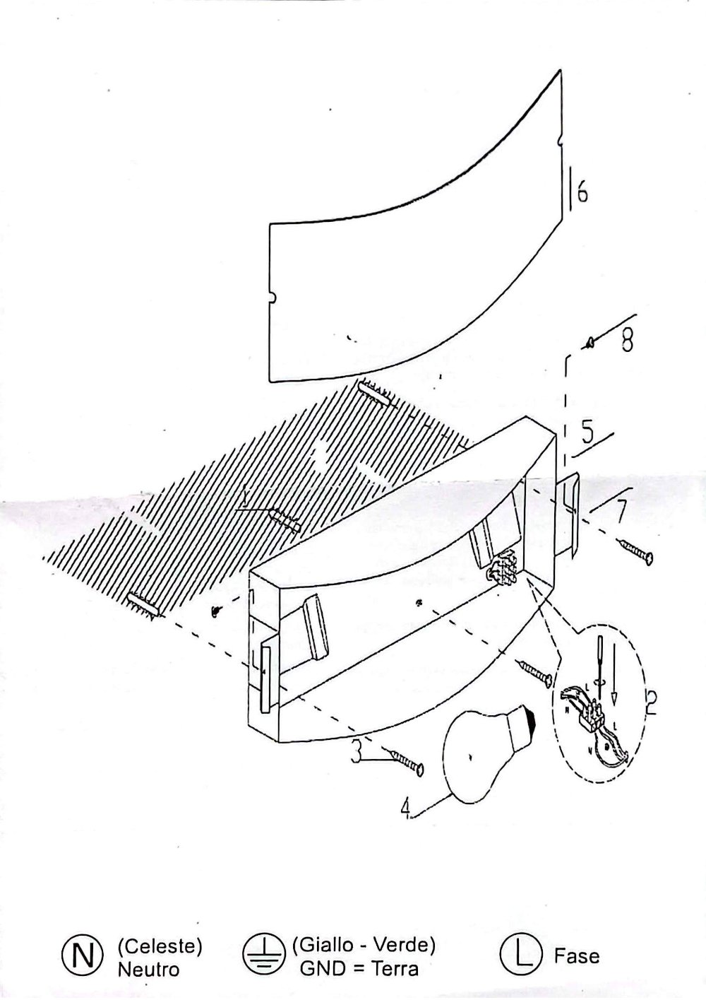 6
8
5
1
7
L
N
2
L
N
3
4
N (Celeste)
Neutro
(Giallo - Verde)
GND = Terra
L Fase